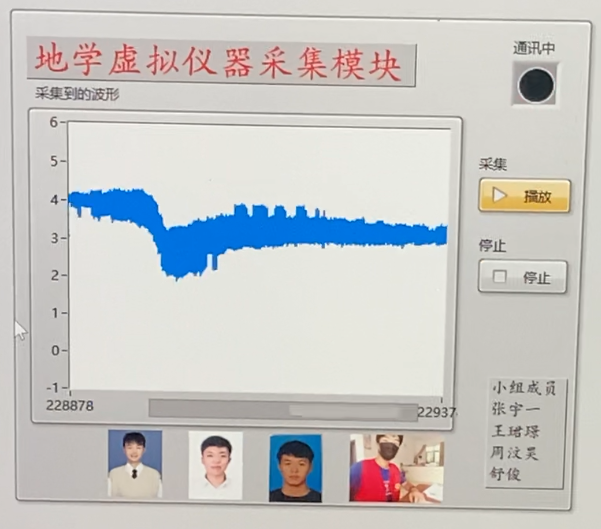 地学虚拟仪器采集模块
通讯中
采集到的波形
6
5
4
3
2
1
0
-1
228878
22937
采集
播放
停止
停止
小组成员
张宇一
王珺璟
周汶昊
舒俊